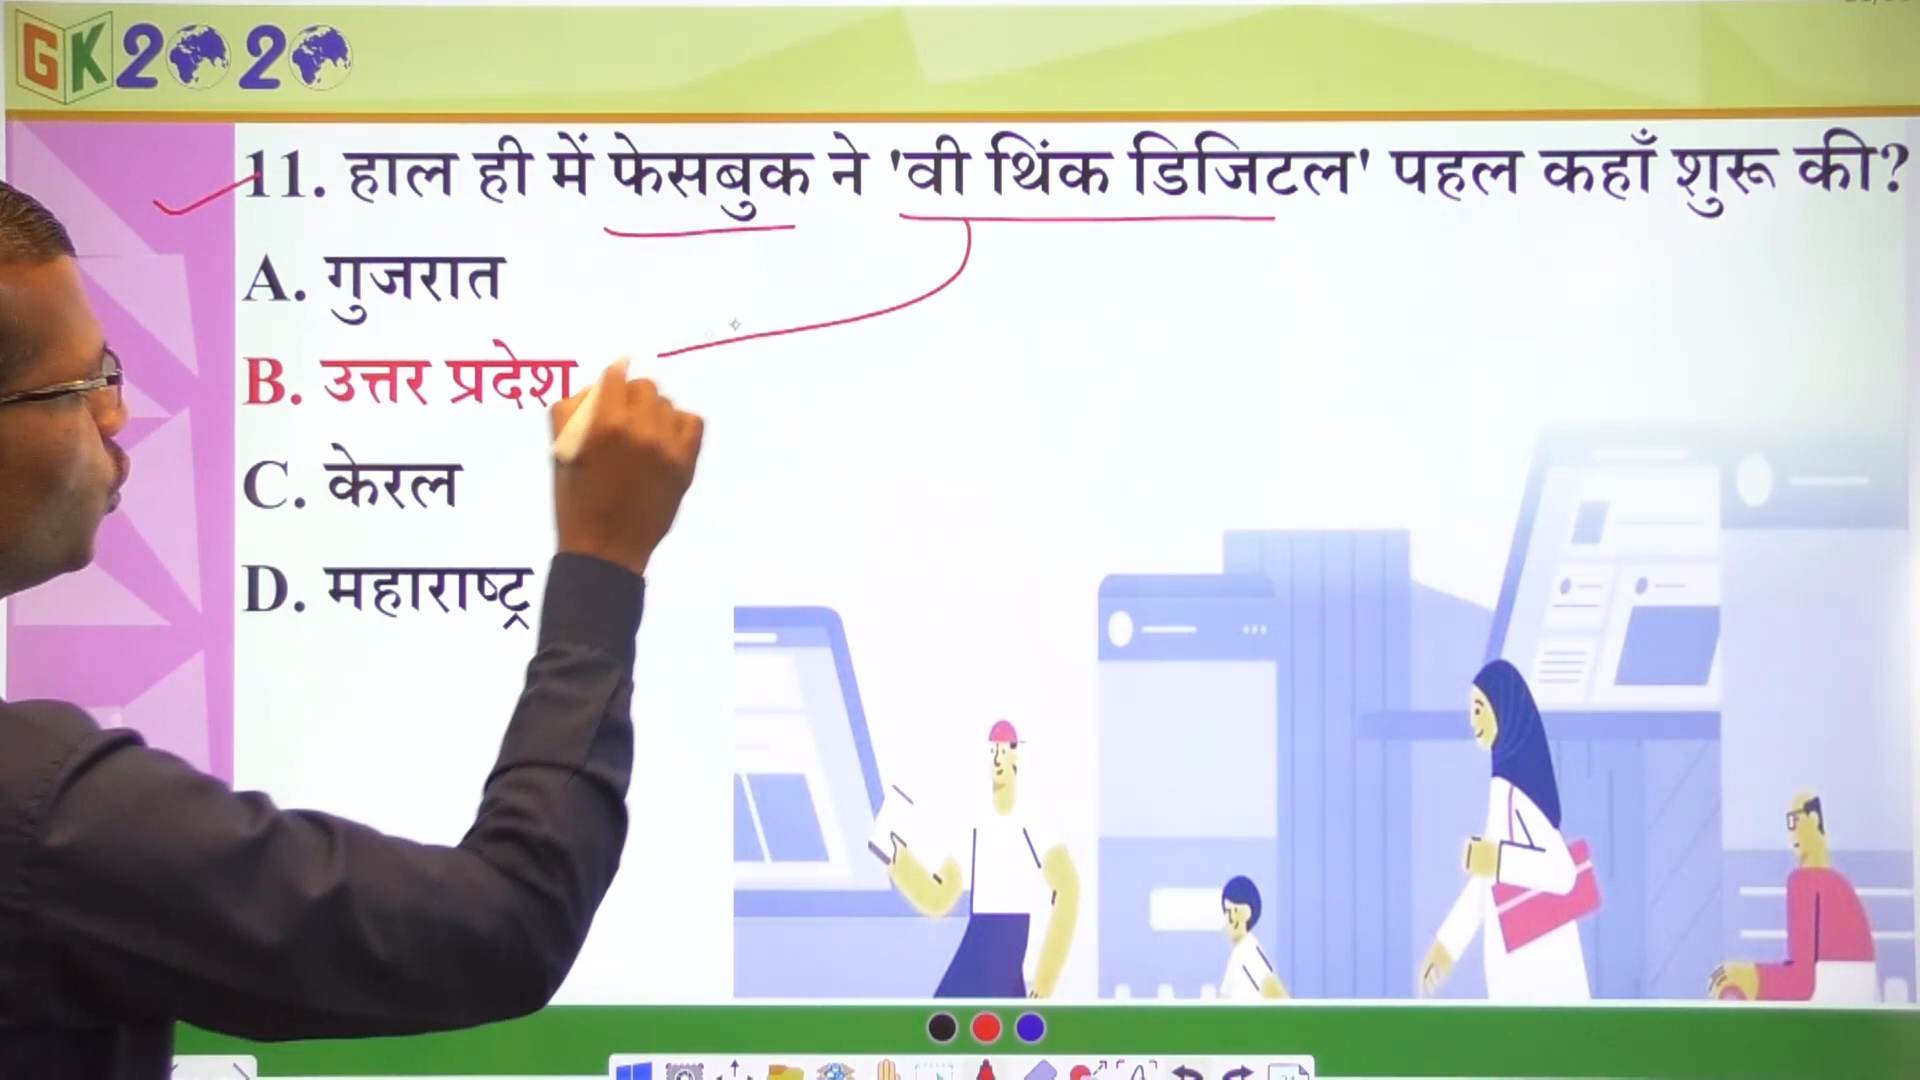 GK2020
11. हाल ही में फेसबुक ने 'वी थिंक डिजिटल' पहल कहाँ शुरू की?
A. गुजरात
B. उत्तर प्रदेश
C. केरल
D. महाराष्ट्र